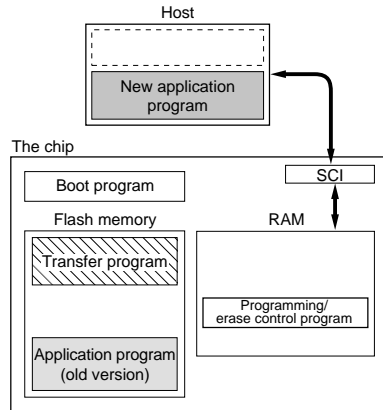 Host
New application
program
The chip
SCI
Boot program
Flash memory
RAM
Transfer program
Programming/
erase control program
Application program
(old version)